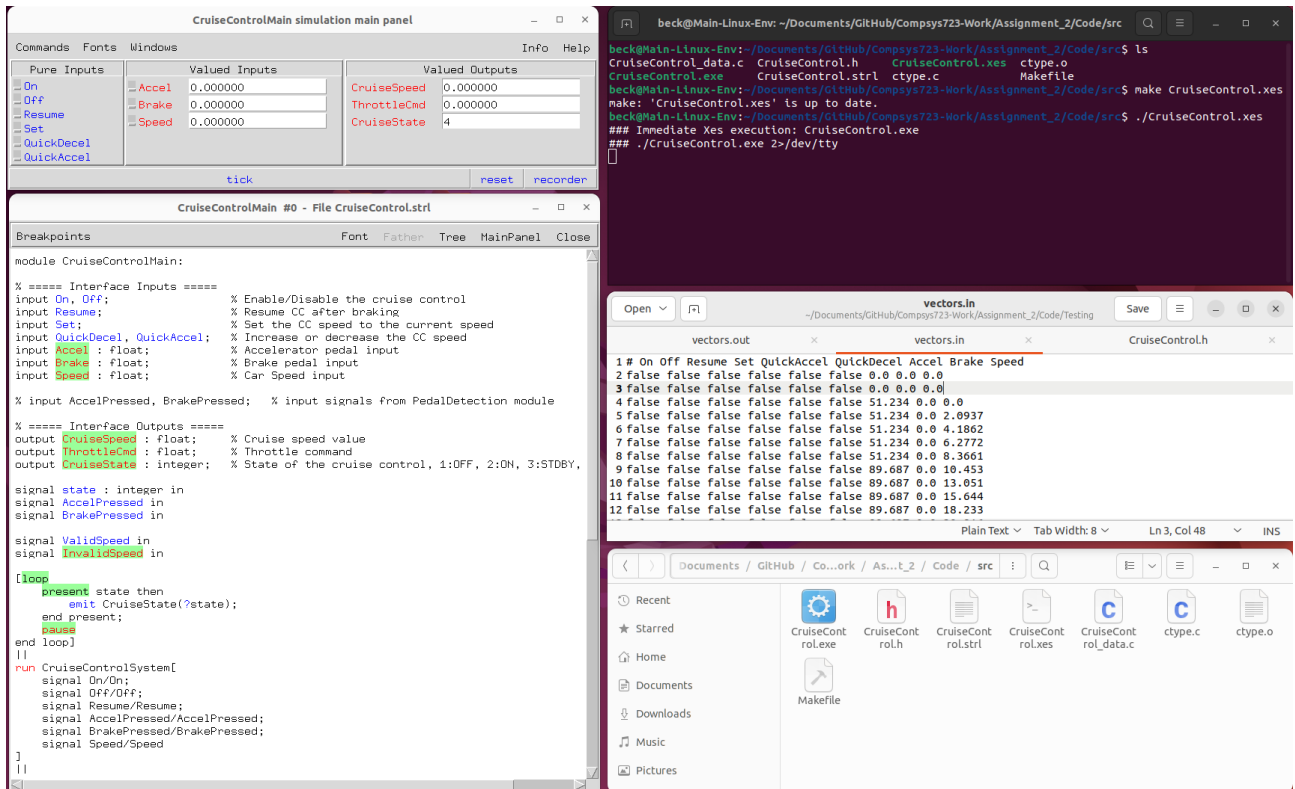 CruiseControlMain simulation main panel
Commands Fonts Windows Info Help
Pure Inputs Valued Inputs Valued Outputs
On
Off
Resume
Set
QuickDecel
QuickAccel
Accel 0.000000
Brake 0.000000
Speed 0.000000
CruiseSpeed 0.000000
ThrottleCmd 0.000000
CruiseState 4
tick reset recorder
CruiseControlMain #0 - File CruiseControl.strl
Breakpoints Font Father Tree MainPanel Close
module CruiseControlMain:
% ===== Interface Inputs =====
input On, Off; % Enable/Disable the cruise control
input Resume; % Resume CC after braking
input Set; % Set the CC speed to the current speed
input QuickDecel, QuickAccel; % Increase or decrease the CC speed
input Accel : float; % Accelerator pedal input
input Brake : float; % Brake pedal input
input Speed : float; % Car Speed input
% input AccelPressed, BrakePressed; % input signals from PedalDetection module
% ===== Interface Outputs =====
output CruiseSpeed : float; % Cruise speed value
output ThrottleCmd : float; % Throttle command
output CruiseState : integer; % State of the cruise control, 1:OFF, 2:ON, 3:STDBY,
signal state : integer in
signal AccelPressed in
signal BrakePressed in
signal ValidSpeed in
signal InvalidSpeed in
[loop
present state then
emit CruiseState(?state);
end present;
pause
end loop]
||
run CruiseControlSystem[
signal On/On;
signal Off/Off;
signal Resume/Resume;
signal AccelPressed/AccelPressed;
signal BrakePressed/BrakePressed;
signal Speed/Speed
]
||
beck@Main-Linux-Env: ~/Documents/GitHub/Compsys723-Work/Assignment_2/Code/src
beck@Main-Linux-Env:~/Documents/GitHub/Compsys723-Work/Assignment_2/Code/src$ ls
CruiseControl_data.c CruiseControl.h CruiseControl.xes ctype.o
CruiseControl.exe CruiseControl.strl ctype.c Makefile
beck@Main-Linux-Env:~/Documents/GitHub/Compsys723-Work/Assignment_2/Code/src$ make CruiseControl.xes
make: 'CruiseControl.xes' is up to date.
beck@Main-Linux-Env:~/Documents/GitHub/Compsys723-Work/Assignment_2/Code/src$ ./CruiseControl.xes
### Immediate Xes execution: CruiseControl.exe
### ./CruiseControl.exe 2>/dev/tty
Open vectors.in Save
~/Documents/GitHub/Compsys723-Work/Assignment_2/Code/Testing
vectors.out vectors.in CruiseControl.h
1 # On Off Resume Set QuickAccel QuickDecel Accel Brake Speed
2 false false false false false false 0.0 0.0 0.0
3 false false false false false false 0.0 0.0 0.0
4 false false false false false false 51.234 0.0 0.0
5 false false false false false false 51.234 0.0 2.0937
6 false false false false false false 51.234 0.0 4.1862
7 false false false false false false 51.234 0.0 6.2772
8 false false false false false false 51.234 0.0 8.3661
9 false false false false false false 89.687 0.0 10.453
10 false false false false false false 89.687 0.0 13.051
11 false false false false false false 89.687 0.0 15.644
12 false false false false false false 89.687 0.0 18.233
Plain Text Tab Width: 8 Ln 3, Col 48 INS
Documents / GitHub / Co...ork / As...t_2 / Code / src
Recent
Starred
Home
Documents
Downloads
Music
Pictures
CruiseControl.exe
CruiseControl.h
CruiseControl.strl
CruiseControl.xes
CruiseControl_data.c
ctype.c
ctype.o
Makefile